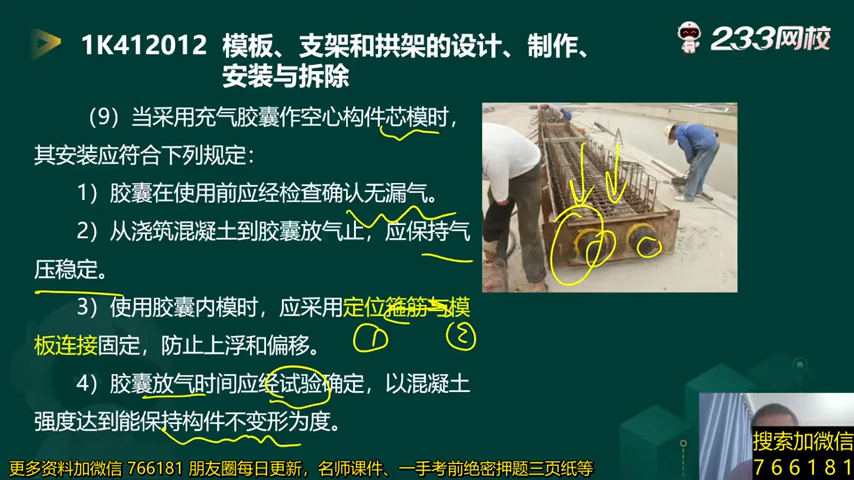 1K412012 模板、支架和拱架的设计、制作、
安装与拆除
233网校
（9）当采用充气胶囊作空心构件芯模时，
其安装应符合下列规定：
1）胶囊在使用前应经检查确认无漏气。
2）从浇筑混凝土到胶囊放气止，应保持气
压稳定。
3）使用胶囊内模时，应采用定位箍筋与模
板连接固定，防止上浮和偏移。
① ②
4）胶囊放气时间应经试验确定，以混凝土
强度达到能保持构件不变形为度。
搜索加微信
766181
更多资料加微信 766181 朋友圈每日更新，名师课件、一手考前绝密押题三页纸等